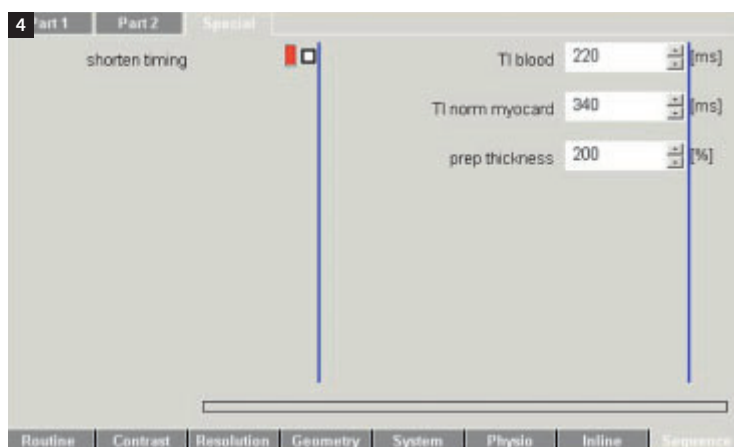 4 Part 1 Part 2 Special
shorten timing TI blood 220 [ms]
TI norm myocard 340 [ms]
prep thickness 200 [%]
Routine Contrast Resolution Geometry System Physio Inline Sequence